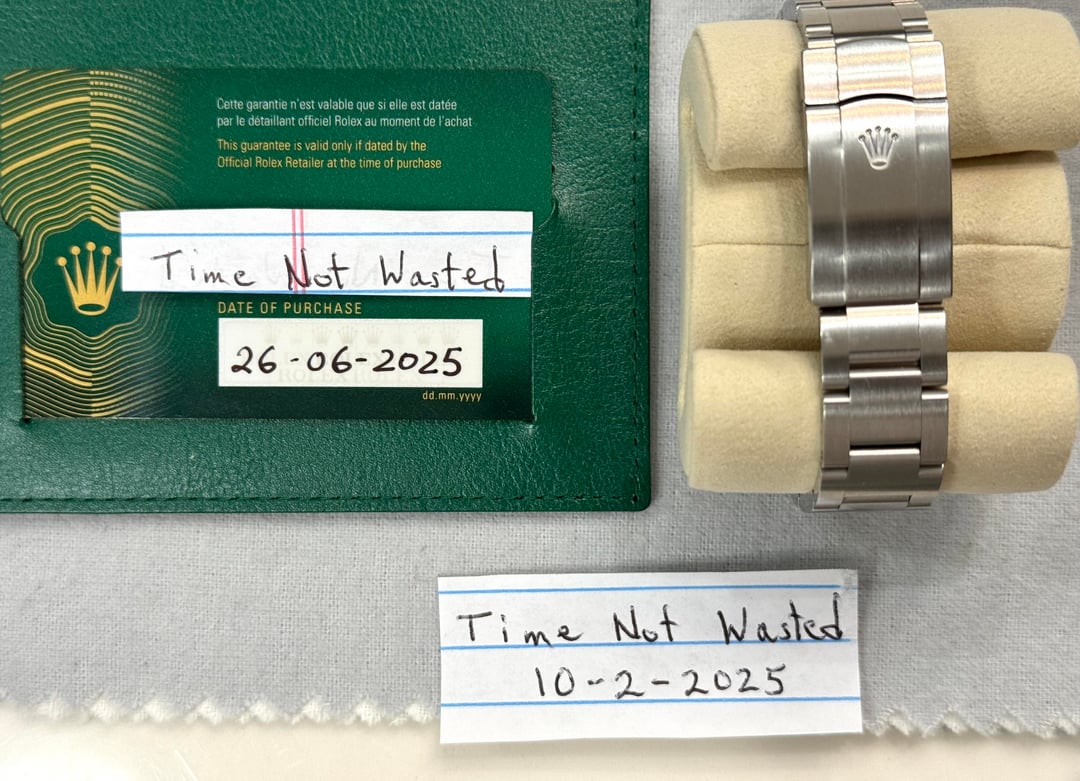 Cette garantie n'est valable que si elle est datée
par le détaillant officiel Rolex au moment de l'achat
This guarantee is valid only if dated by the
Official Rolex Retailer at the time of purchase
Time Not Wasted
DATE OF PURCHASE
26-06-2025
dd.mm.yyyy
Time Not Wasted
10-2-2025